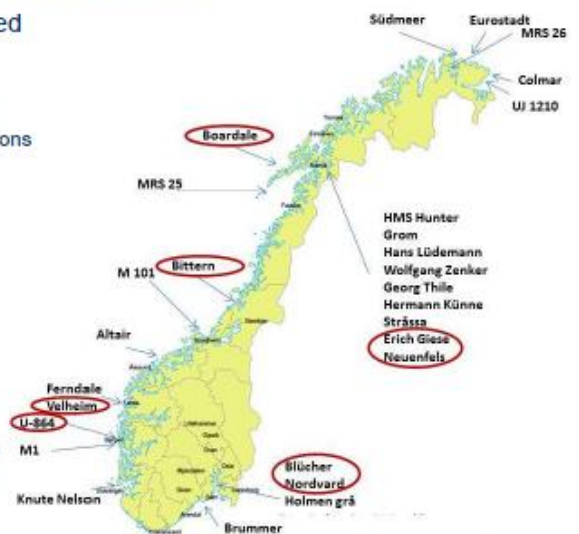 ed
ons
Südmeer
Eurostadt
MRS 26
Colmar
UJ 1210
Boardale
MRS 25
HMS Hunter
Grom
Hans Lüdemann
Wolfgang Zenker
Georg Thile
Hermann Künne
Stråssa
Erich Giese
Neuenfels
Bittern
M 101
Altair
Ferndale
Velheim
U-864
M1
Knute Nelson
Blücher
Nordvard
Holmen grå
Brummer